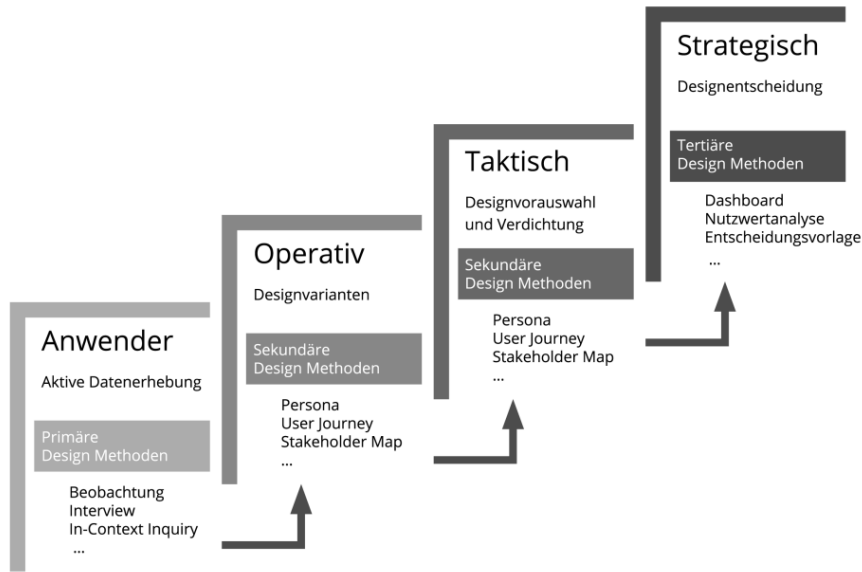 Anwender
Aktive Datenerhebung
Primäre
Design Methoden
Beobachtung
Interview
In-Context Inquiry
...
Operativ
Designvarianten
Sekundäre
Design Methoden
Persona
User Journey
Stakeholder Map
...
Taktisch
Designvorauswahl
und Verdichtung
Sekundäre
Design Methoden
Persona
User Journey
Stakeholder Map
...
Strategisch
Designentscheidung
Tertiäre
Design Methoden
Dashboard
Nutzwertanalyse
Entscheidungsvorlage
...